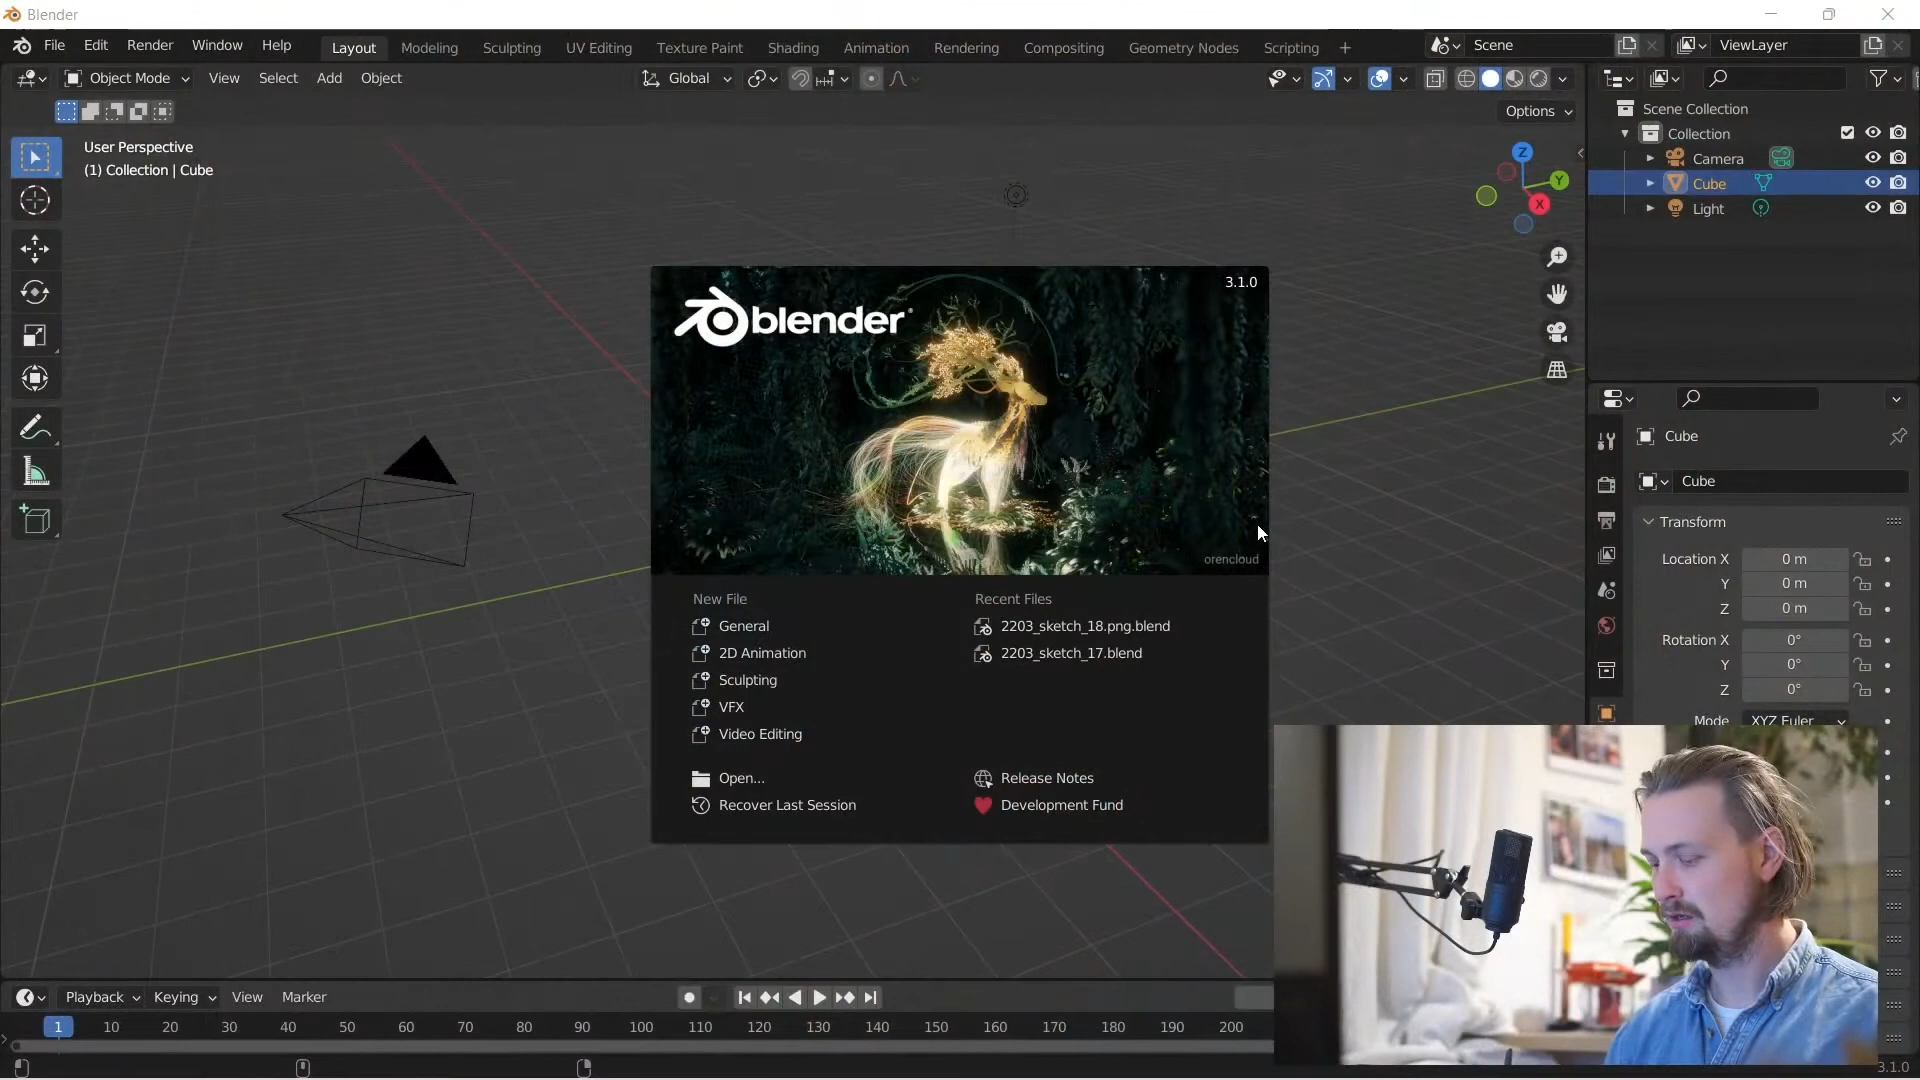 Blender
File Edit Render Window Help Layout Modeling Sculpting UV Editing Texture Paint Shading Animation Rendering Compositing Geometry Nodes Scripting + Scene ViewLayer
Object Mode View Select Add Object Global
Options
User Perspective
(1) Collection | Cube
Z
Y
X
Scene Collection
Collection
Camera
Cube
Light
3.1.0
blender
orencloud
New File
General
2D Animation
Sculpting
VFX
Video Editing
Open...
Recover Last Session
Recent Files
2203_sketch_18.png.blend
2203_sketch_17.blend
Release Notes
Development Fund
Cube
Cube
Transform
Location X 0 m
Y 0 m
Z 0 m
Rotation X 0°
Y 0°
Z 0°
Mode XYZ Euler
Playback Keying View Marker
1 10 20 30 40 50 60 70 80 90 100 110 120 130 140 150 160 170 180 190 200
3.1.0